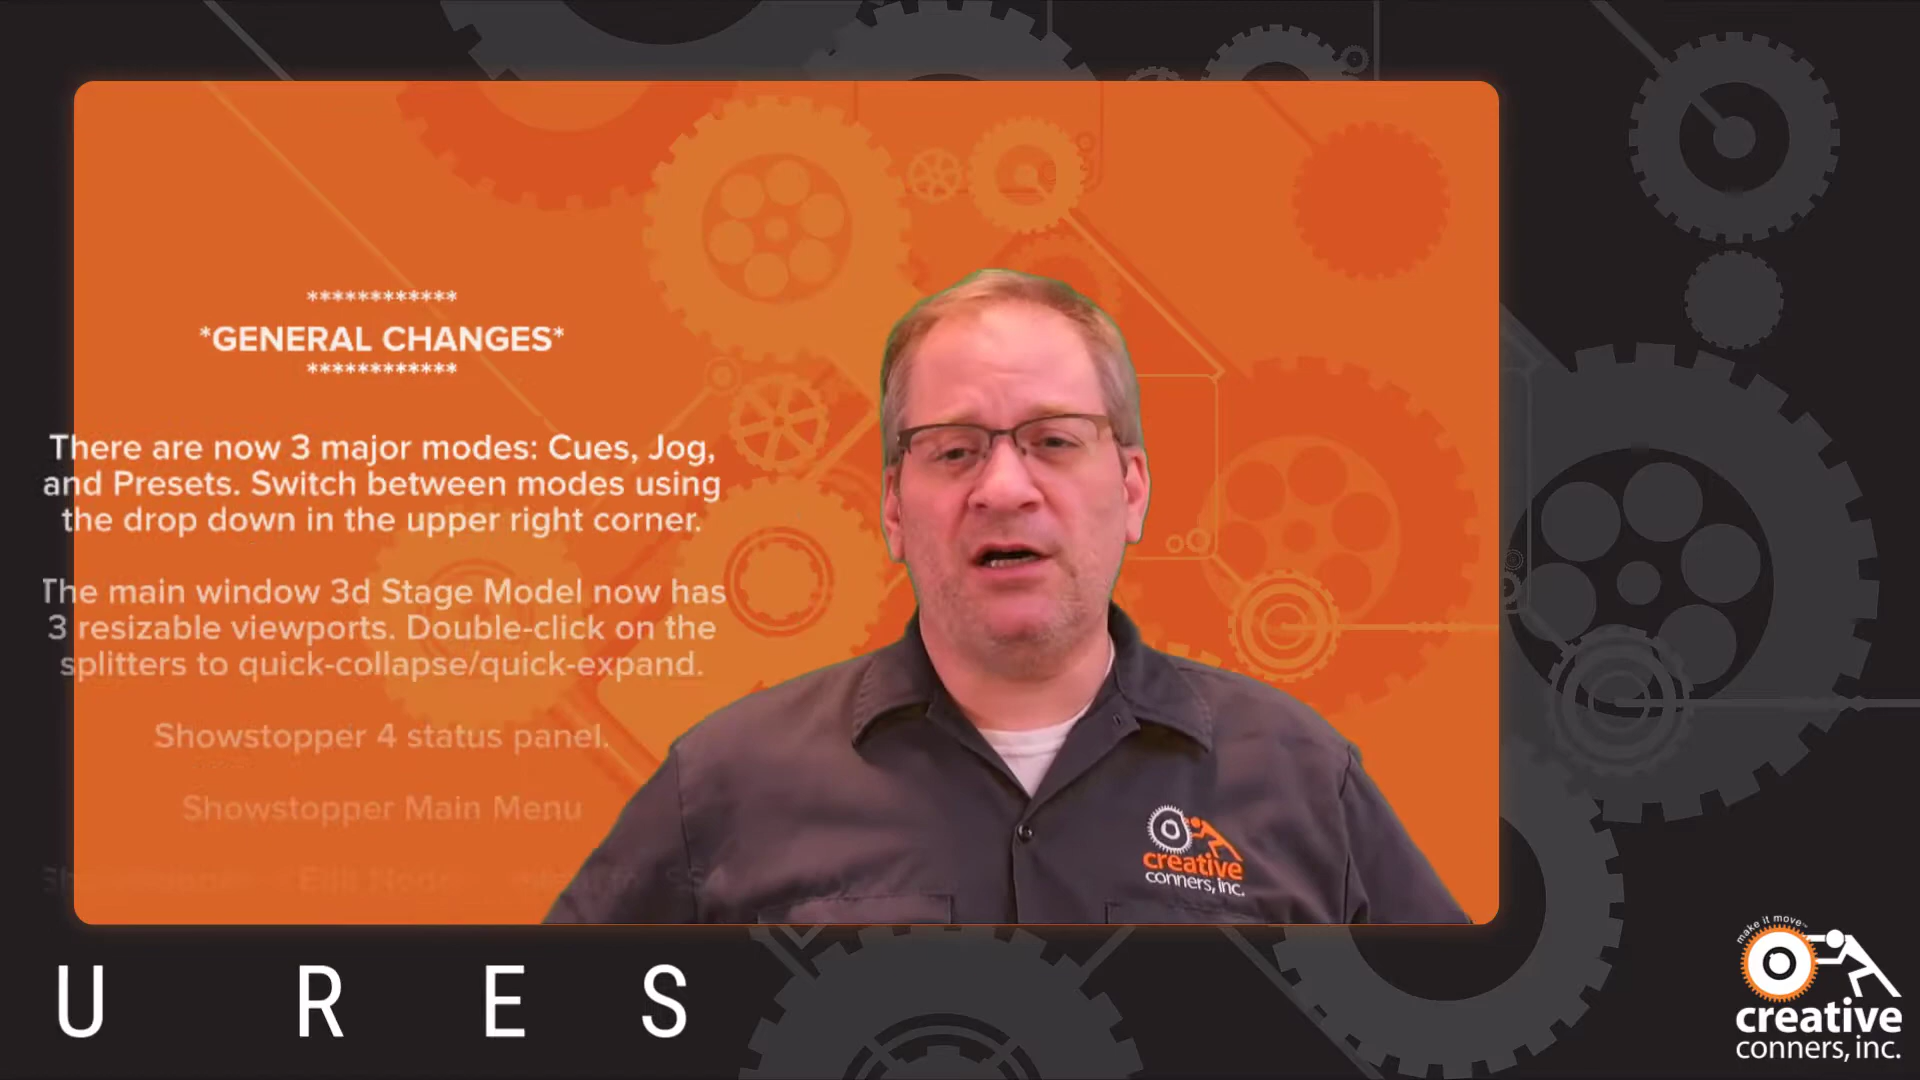 ************
*GENERAL CHANGES*
************
There are now 3 major modes: Cues, Jog,
and Presets. Switch between modes using
the drop down in the upper right corner.
The main window 3d Stage Model now has
3 resizable viewports. Double-click on the
splitters to quick-collapse/quick-expand.
Showstopper 4 status panel.
Showstopper Main Menu
creative
conners, inc.
U R E S
make it move
creative
conners, inc.